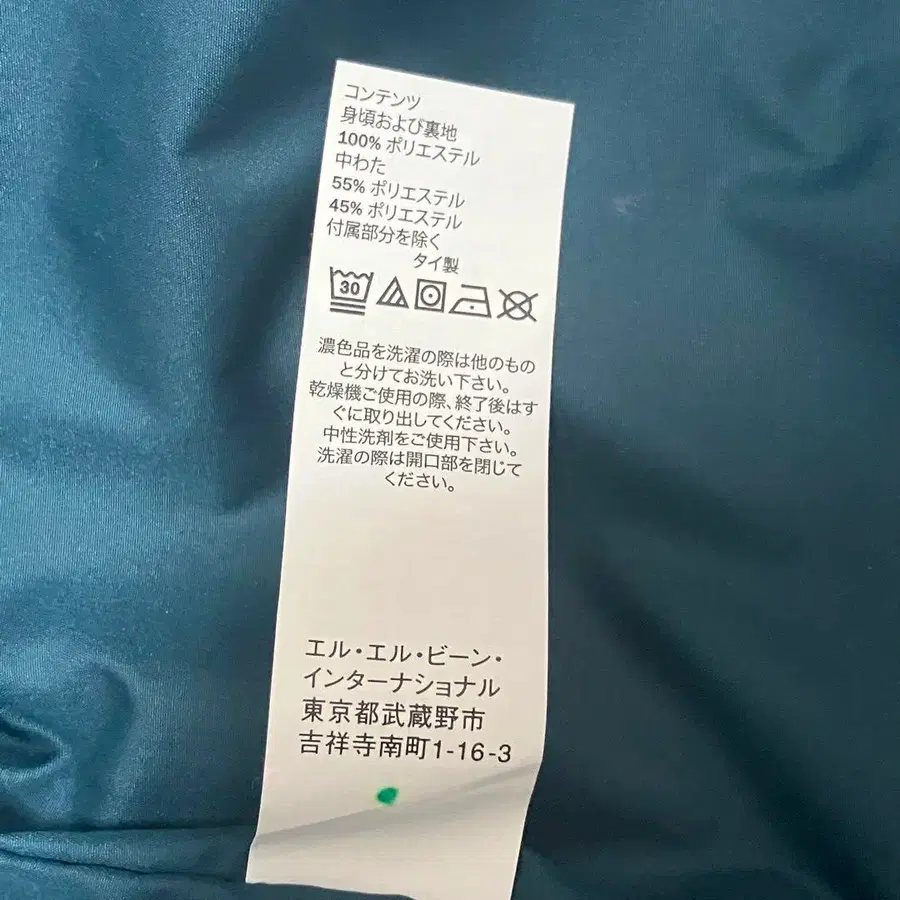 コンテンツ
身頃および裏地
100% ポリエステル
中わた
55% ポリエステル
45% ポリエステル
付属部分を除く
タイ製
30
濃色品を洗濯の際は他のもの
と分けてお洗い下さい。
乾燥機ご使用の際、終了後はす
ぐに取り出してください。
中性洗剤をご使用下さい。
洗濯の際は開口部を閉じて
ください。
エル・エル・ビーン・
インターナショナル
東京都武蔵野市
吉祥寺南町1-16-3